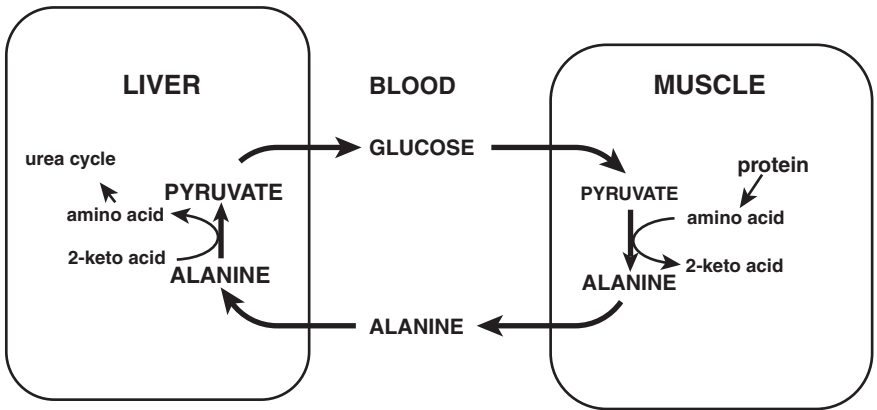 LIVER
BLOOD
MUSCLE
GLUCOSE
urea cycle
protein
PYRUVATE
PYRUVATE
amino acid
amino acid
2-keto acid
2-keto acid
ALANINE
ALANINE
ALANINE